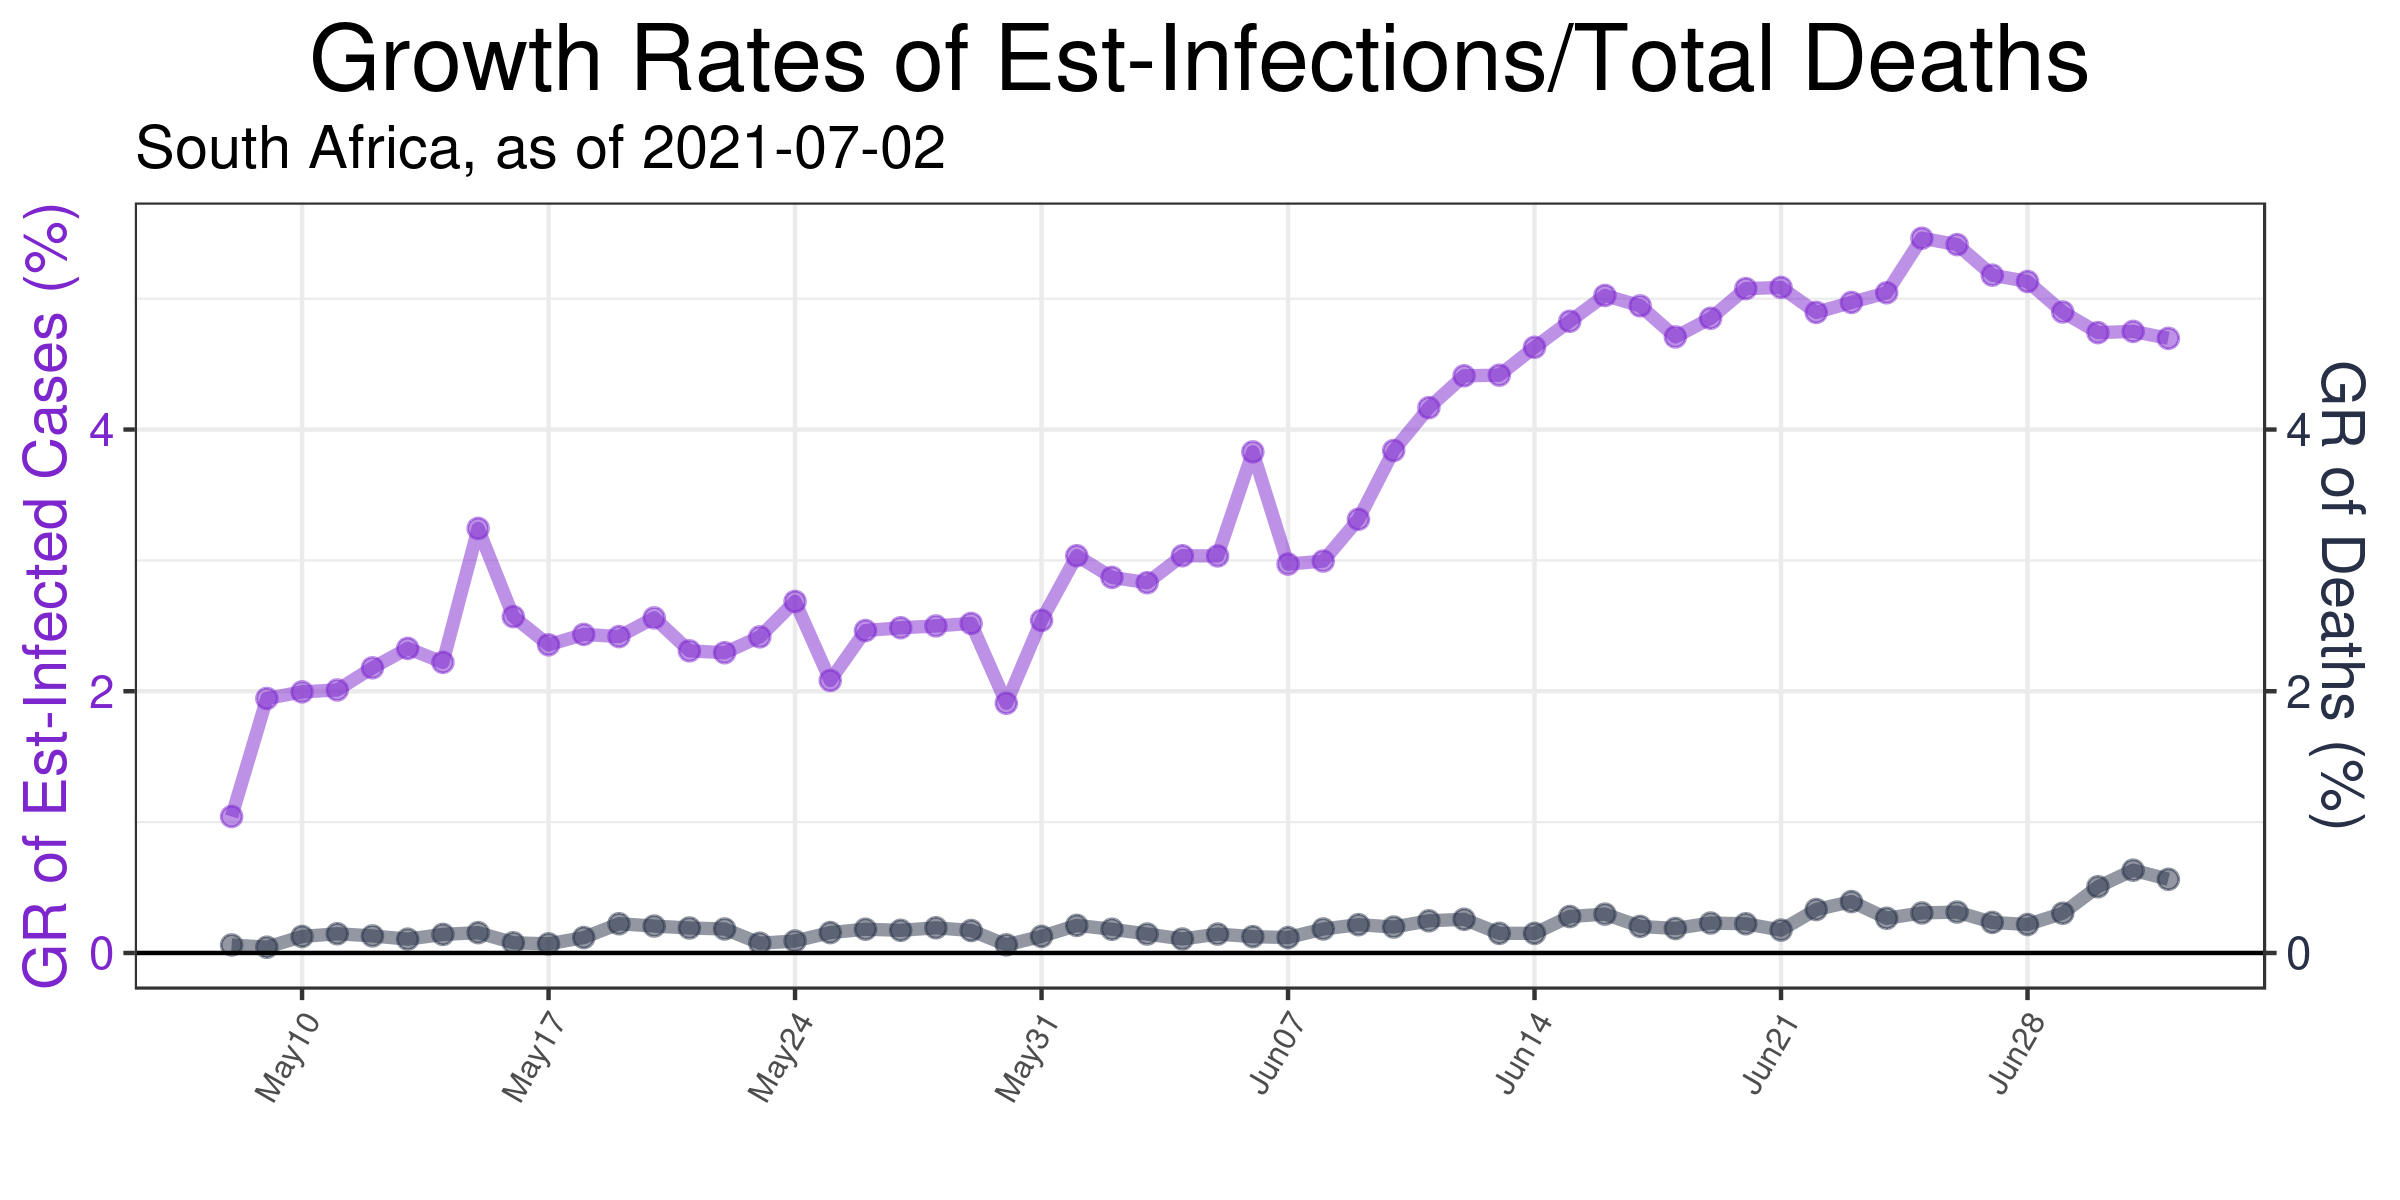 Growth Rates of Est-Infections/Total Deaths
South Africa, as of 2021-07-02
GR of Est-Infected Cases (%)
4
2
0
GR of Deaths (%)
4
2
0
May10
May17
May24
May31
Jun07
Jun14
Jun21
Jun28